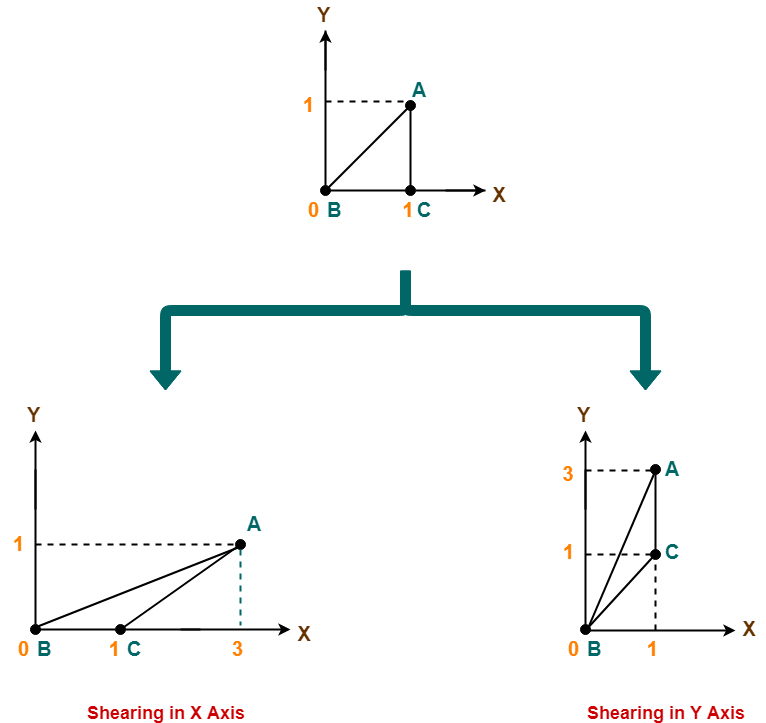 Y
A
1
0 B 1 C X
Y
A
1
0 B 1 C 3 X
Shearing in X Axis
Y
3 A
1 C
0 B 1 X
Shearing in Y Axis